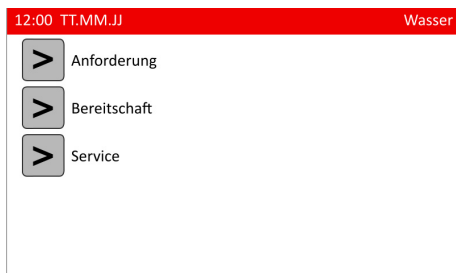 12:00 TT.MM.JJ Wasser
> Anforderung
> Bereitschaft
> Service